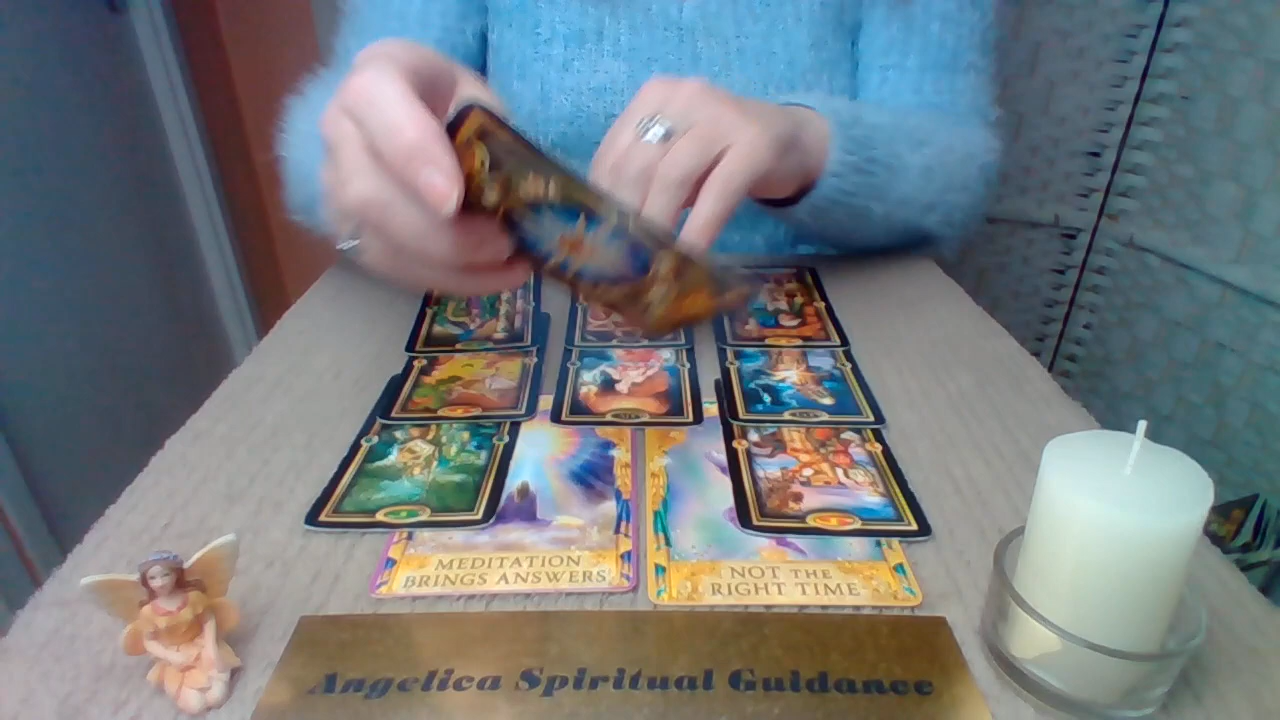 MEDITATION
BRINGS ANSWERS
NOT THE
RIGHT TIME
Angelica Spiritual Guidance